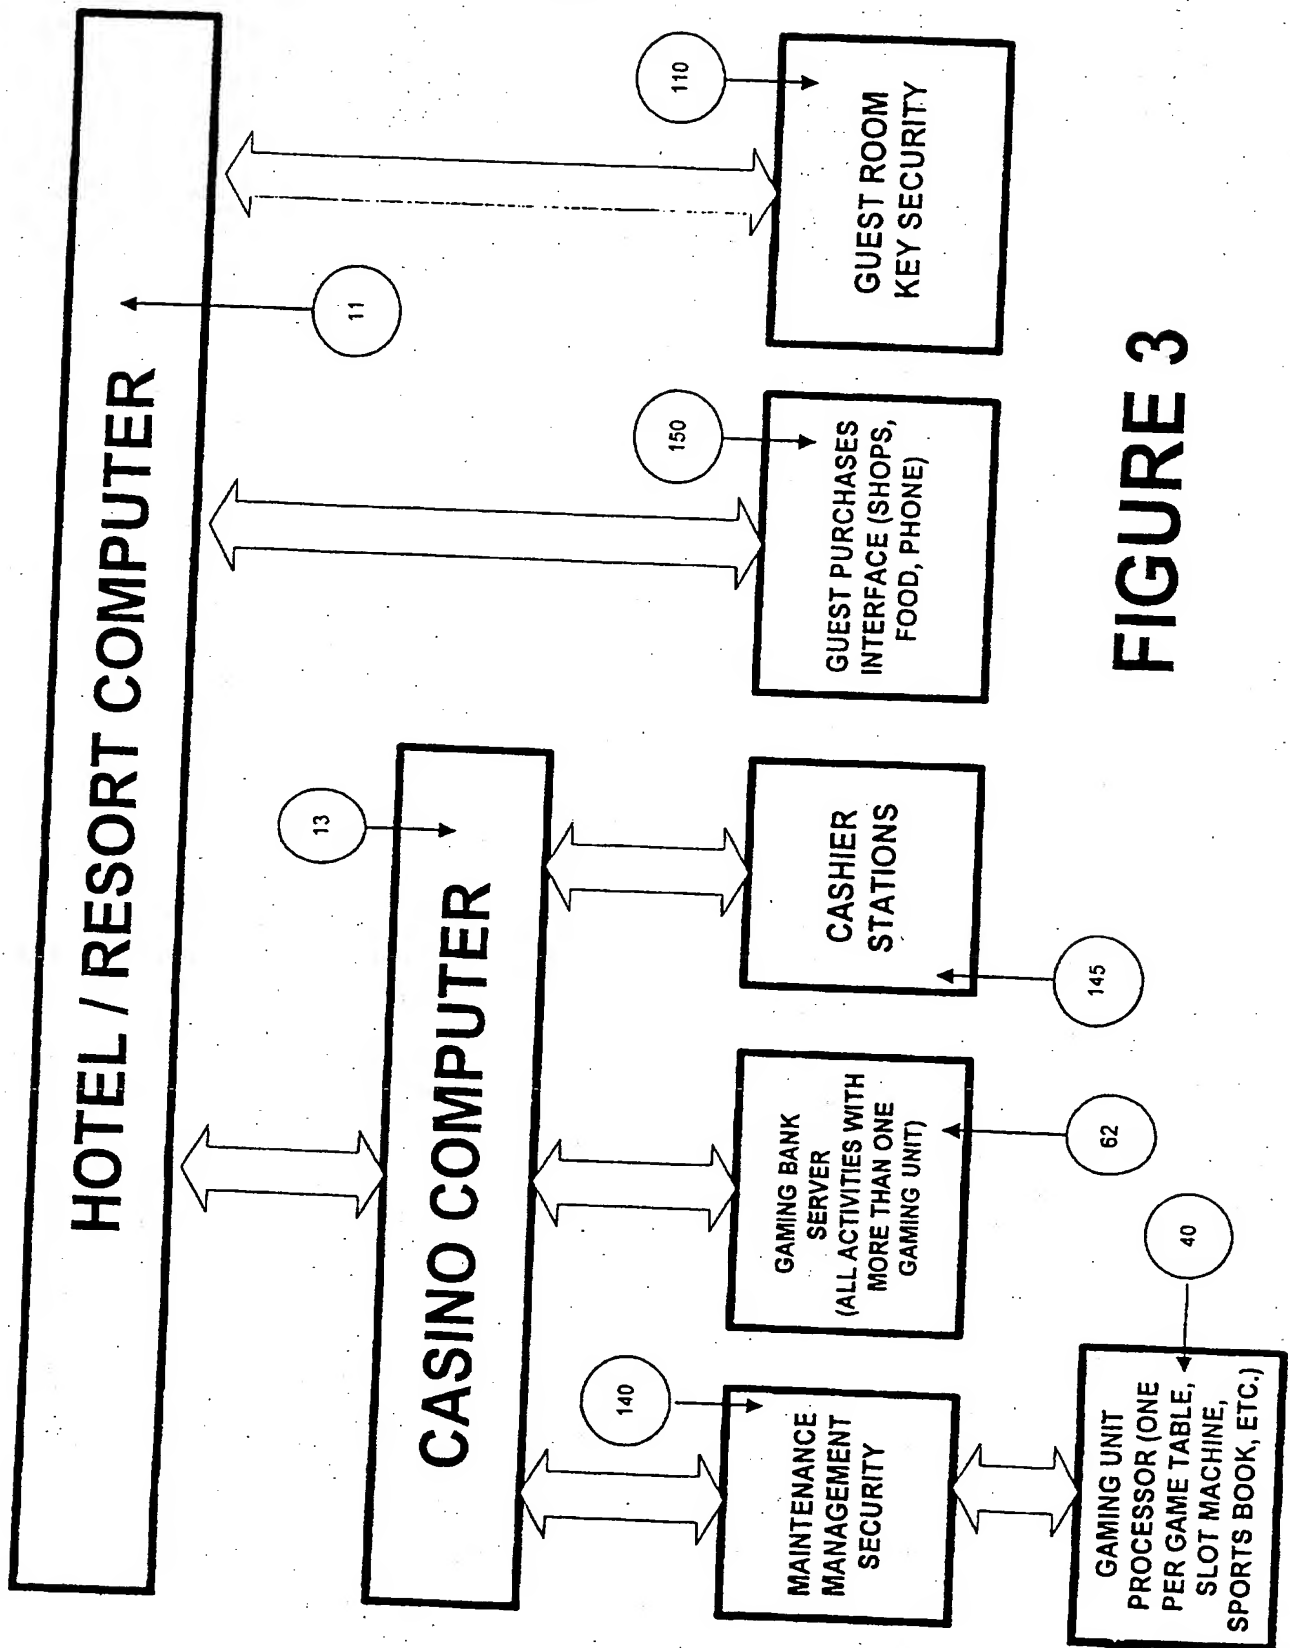 HOTEL / RESORT COMPUTER
11
CASINO COMPUTER
13
140
MAINTENANCE
MANAGEMENT
SECURITY
GAMING BANK
SERVER
(ALL ACTIVITIES WITH
MORE THAN ONE
GAMING UNIT)
62
CASHIER
STATIONS
145
150
GUEST PURCHASES
INTERFACE (SHOPS,
FOOD, PHONE)
110
GUEST ROOM
KEY SECURITY
GAMING UNIT
PROCESSOR (ONE
PER GAME TABLE,
SLOT MACHINE,
SPORTS BOOK, ETC.)
40
FIGURE 3